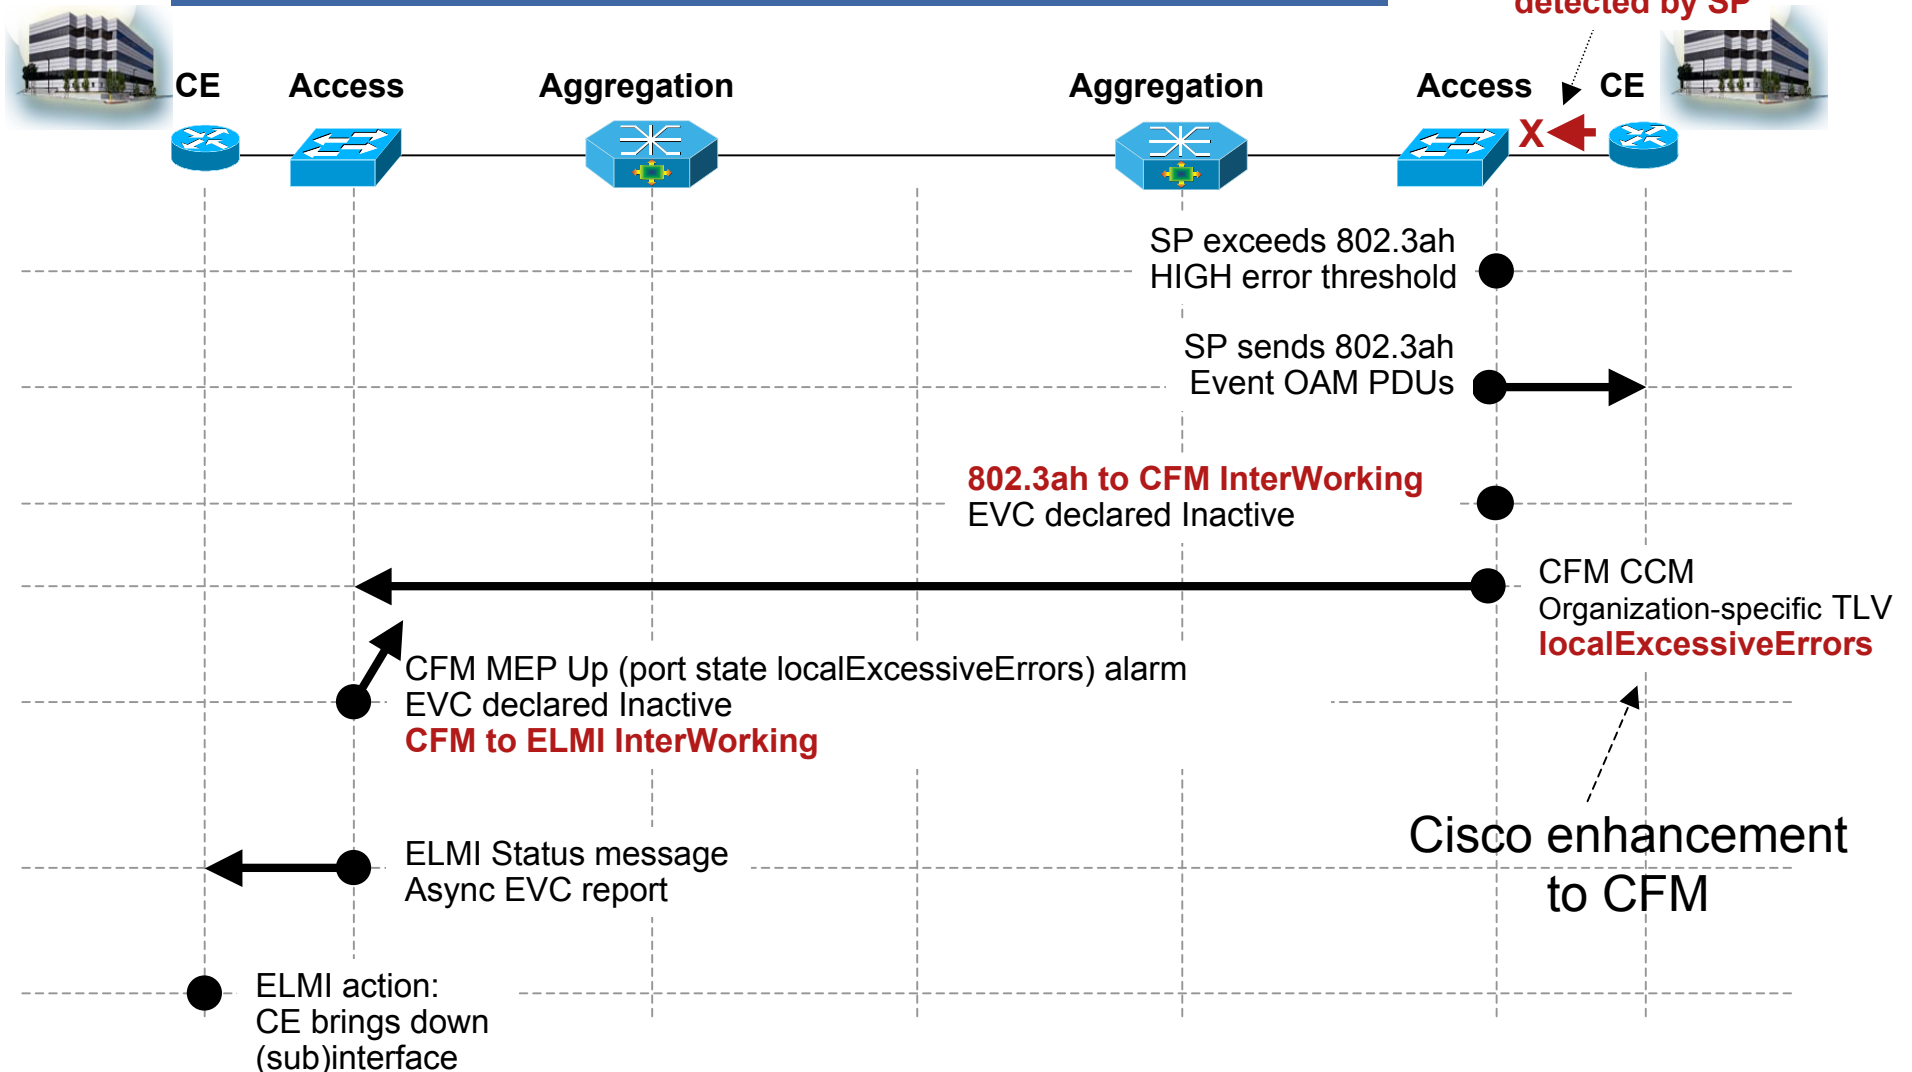 detected by SP
CE
Access
Aggregation
Aggregation
Access
CE
X
SP exceeds 802.3ah
HIGH error threshold
SP sends 802.3ah
Event OAM PDUs
802.3ah to CFM InterWorking
EVC declared Inactive
CFM CCM
Organization-specific TLV
localExcessiveErrors
CFM MEP Up (port state localExcessiveErrors) alarm
EVC declared Inactive
CFM to ELMI InterWorking
Cisco enhancement
to CFM
ELMI Status message
Async EVC report
ELMI action:
CE brings down
(sub)interface